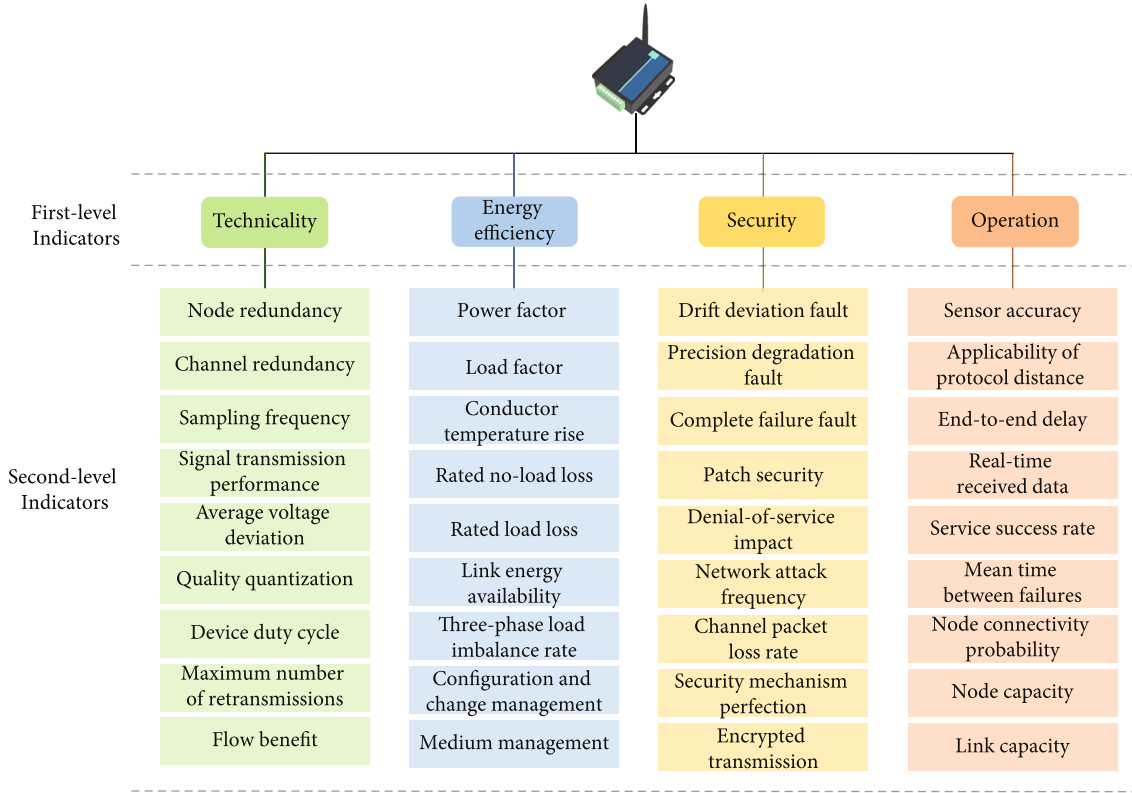 First-level
Indicators
Technicality
Energy
efficiency
Security
Operation
Second-level
Indicators
Node redundancy
Channel redundancy
Sampling frequency
Signal transmission
performance
Average voltage
deviation
Quality quantization
Device duty cycle
Maximum number
of retransmissions
Flow benefit
Power factor
Load factor
Conductor
temperature rise
Rated no-load loss
Rated load loss
Link energy
availability
Three-phase load
imbalance rate
Configuration and
change management
Medium management
Drift deviation fault
Precision degradation
fault
Complete failure fault
Patch security
Denial-of-service
impact
Network attack
frequency
Channel packet
loss rate
Security mechanism
perfection
Encrypted
transmission
Sensor accuracy
Applicability of
protocol distance
End-to-end delay
Real-time
received data
Service success rate
Mean time
between failures
Node connectivity
probability
Node capacity
Link capacity